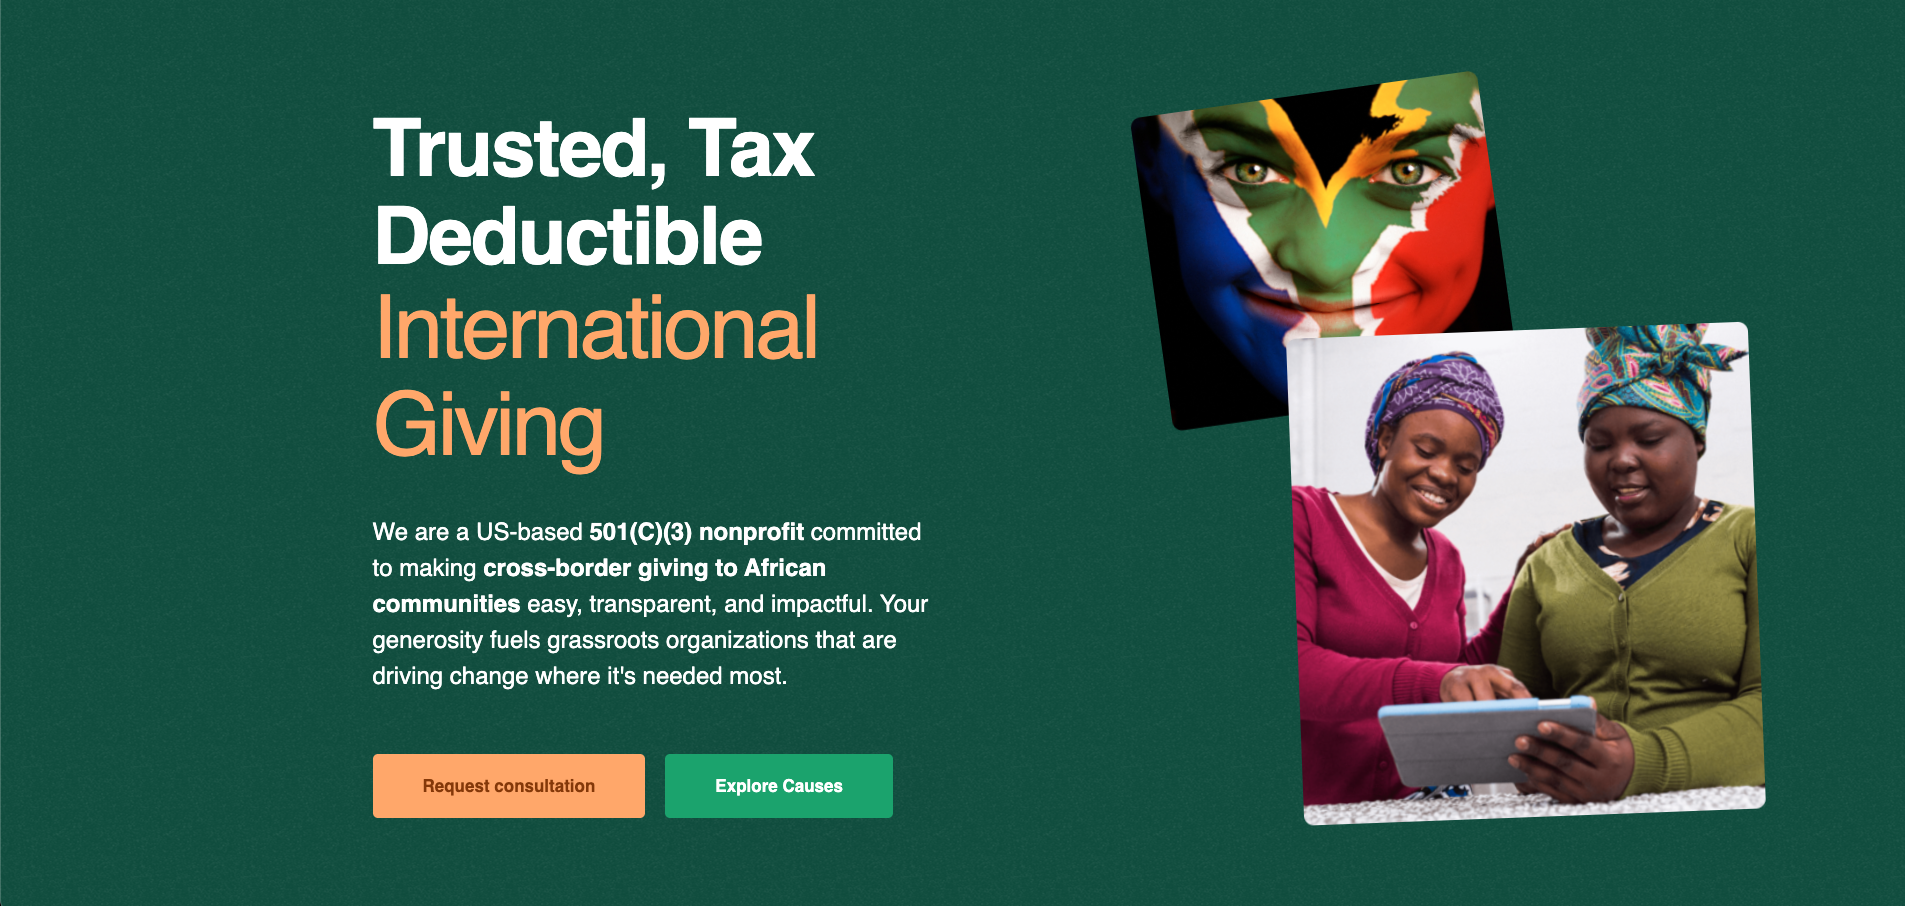 Trusted, Tax
Deductible
International
Giving
We are a US-based 501(C)(3) nonprofit committed
to making cross-border giving to African
communities easy, transparent, and impactful. Your
generosity fuels grassroots organizations that are
driving change where it's needed most.
Request consultation
Explore Causes